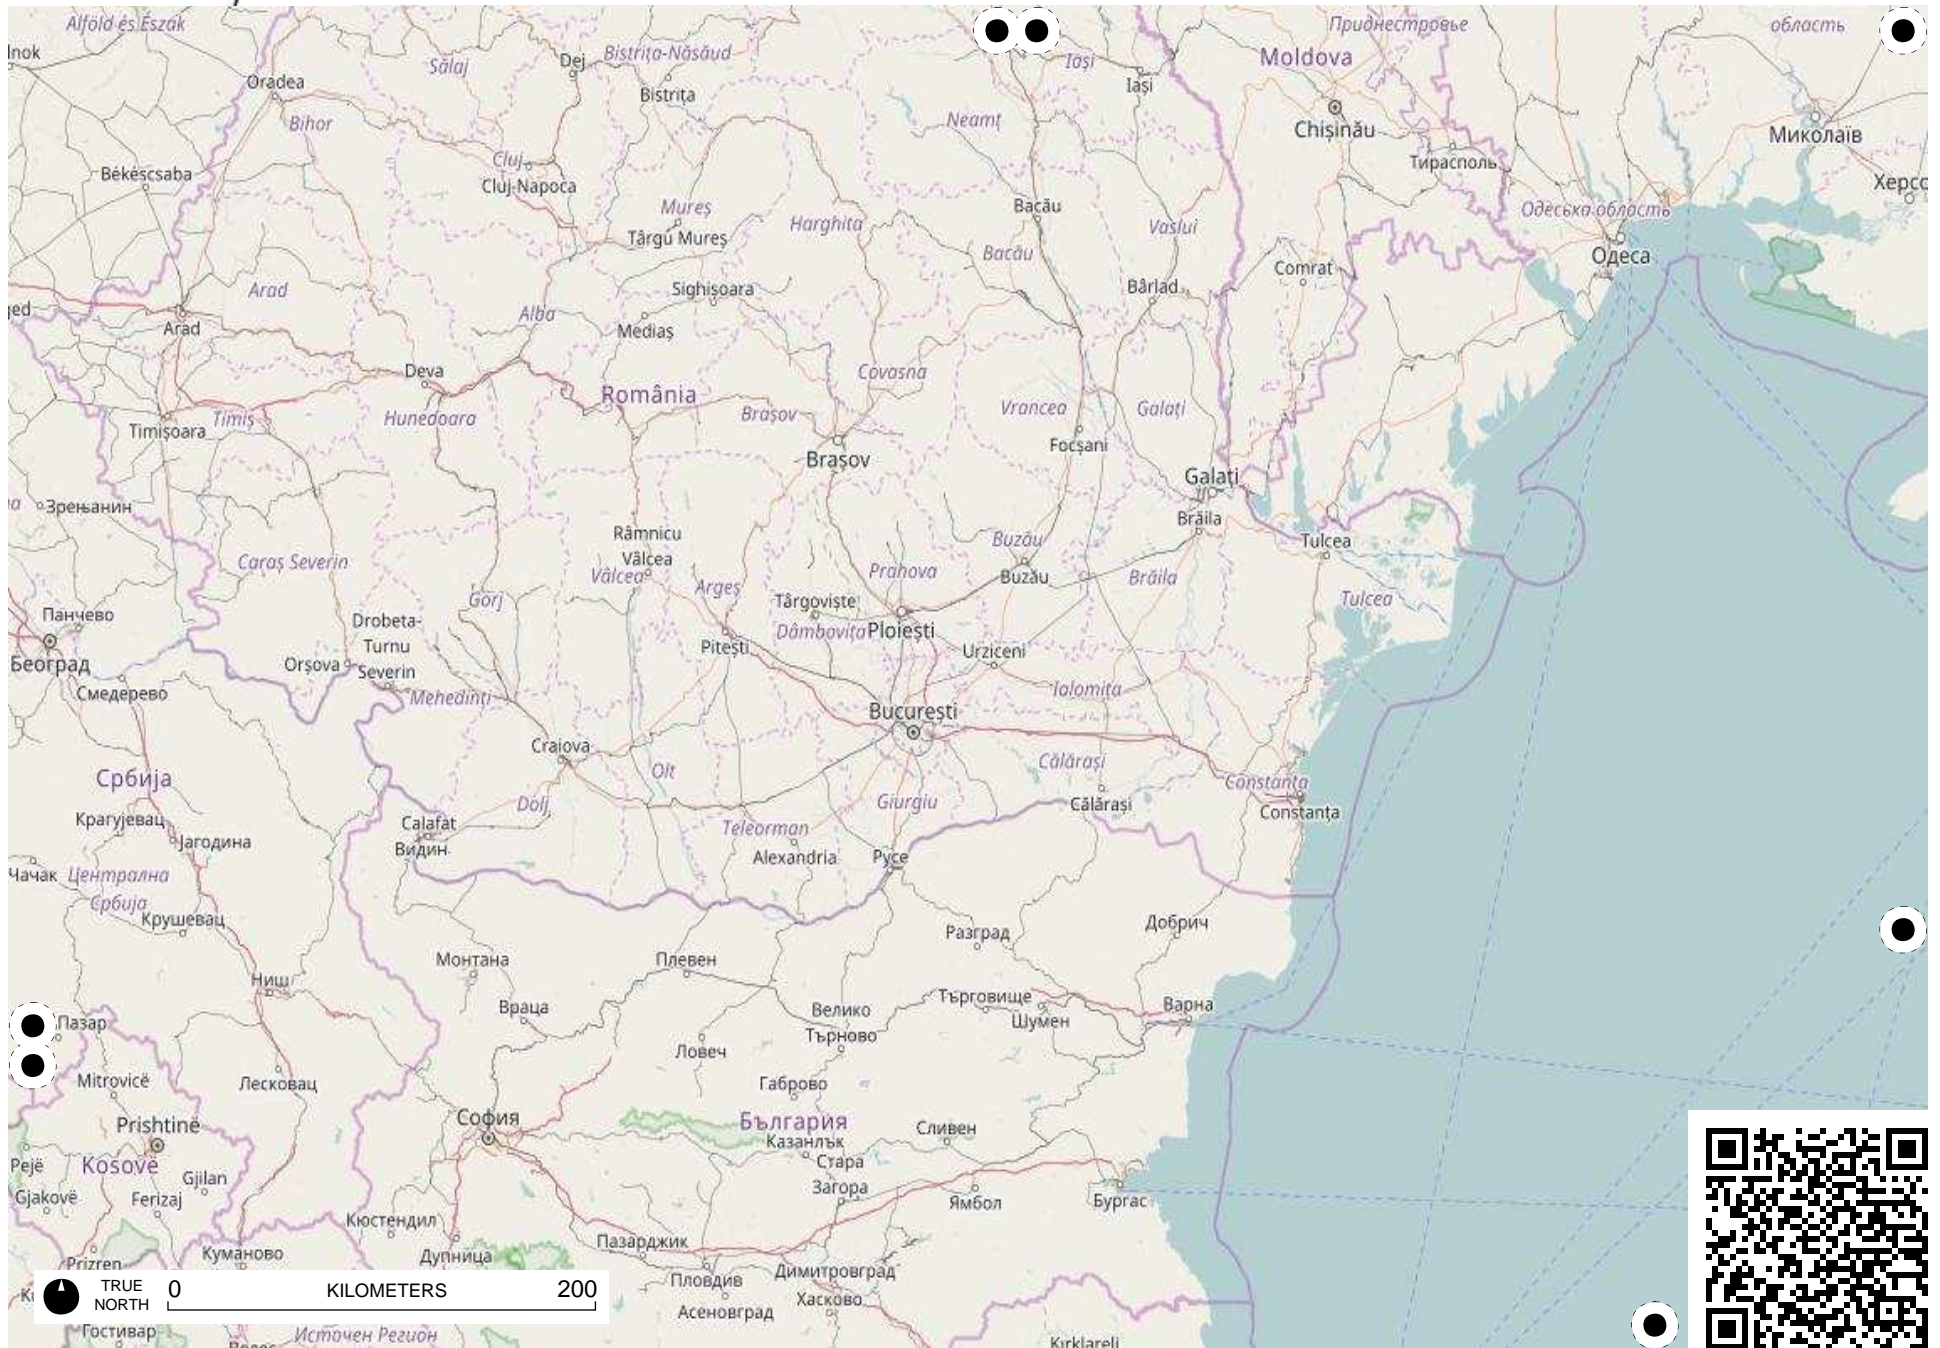 Alföld és Észak
Приднестровье
область
lnok
Sălaj
Dej
Bistrița-Năsăud
Iași
Moldova
Oradea
Bistrița
Iași
Bihor
Neamț
Chișinău
Миколаїв
Békéscsaba
Cluj
Cluj-Napoca
Тирасполь
Херсо
Mureș
Târgu Mureș
Harghita
Bacău
Bacău
Vaslui
Одеська область
Одеса
Arad
Sighișoara
Bârlad
Comrat
ged
Arad
Alba
Mediaș
Deva
România
Covasna
Timișoara
Timiș
Hunedoara
Brașov
Vrancea
Galați
Brașov
Focșani
Galați
Зрењанин
Râmnicu
Vâlcea
Brăila
Tulcea
Caraș Severin
Vâlcea
Argeș
Prahova
Buzău
Buzău
Brăila
Tulcea
Gorj
Târgoviște
Панчево
Drobeta-
Turnu
Severin
Dâmbovița
Ploiești
Београд
Orșova
Pitești
Urziceni
Смедерево
Mehedinți
Ialomița
București
Craiova
Србија
Olt
Călărași
Constanța
Dolj
Giurgiu
Călărași
Constanța
Крагујевац
Јагодина
Calafat
Видин
Teleorman
Alexandria
Русе
Чачак
Централна
Србија
Крушевац
Разград
Добрич
Монтана
Плевен
Ниш
Враца
Велико
Търново
Търговище
Шумен
Варна
Пазар
Ловеч
Mitrovicë
Лесковац
Габрово
Prishtinë
София
България
Казанлък
Сливен
Pejë
Kosovë
Стара
Загора
Gjakovë
Gjilan
Ferizaj
Ямбол
Бургас
Кюстендил
Куманово
Дупница
Пазарджик
Prizren
Пловдив
Димитровград
Хасково
Асеновград
TRUE
NORTH
0 KILOMETERS 200
Гостивар
Источен Регион
Kırklareli